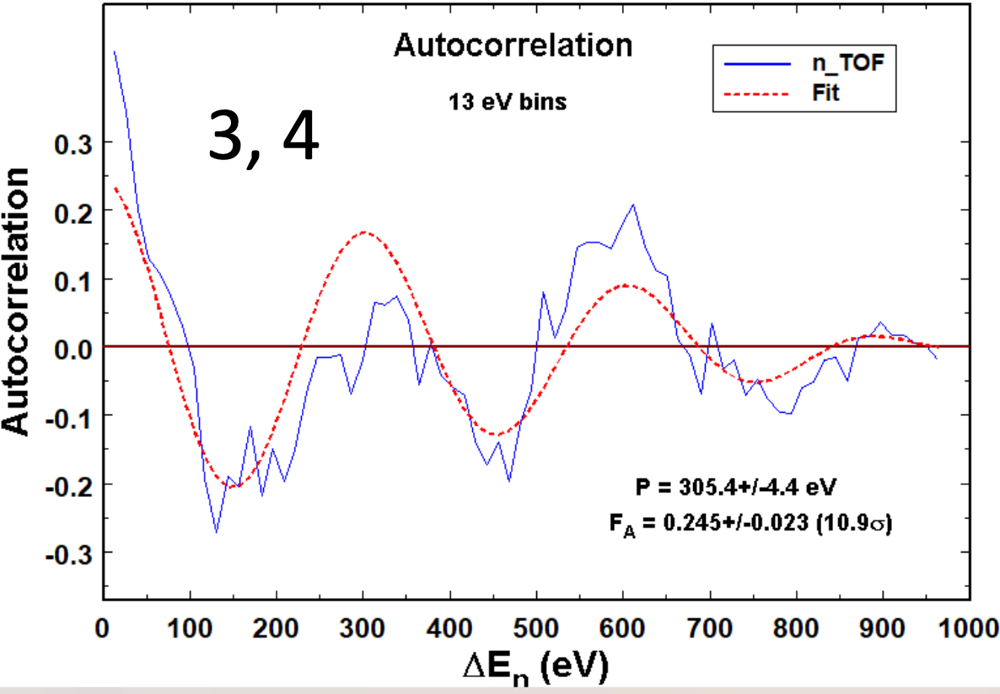 Autocorrelation
n_TOF
Fit
13 eV bins
3, 4
0.3
0.2
0.1
0.0
-0.1
-0.2
-0.3
Autocorrelation
P = 305.4+/-4.4 eV
F_A = 0.245+/-0.023 (10.9σ)
0 100 200 300 400 500 600 700 800 900 1000
ΔE_n (eV)